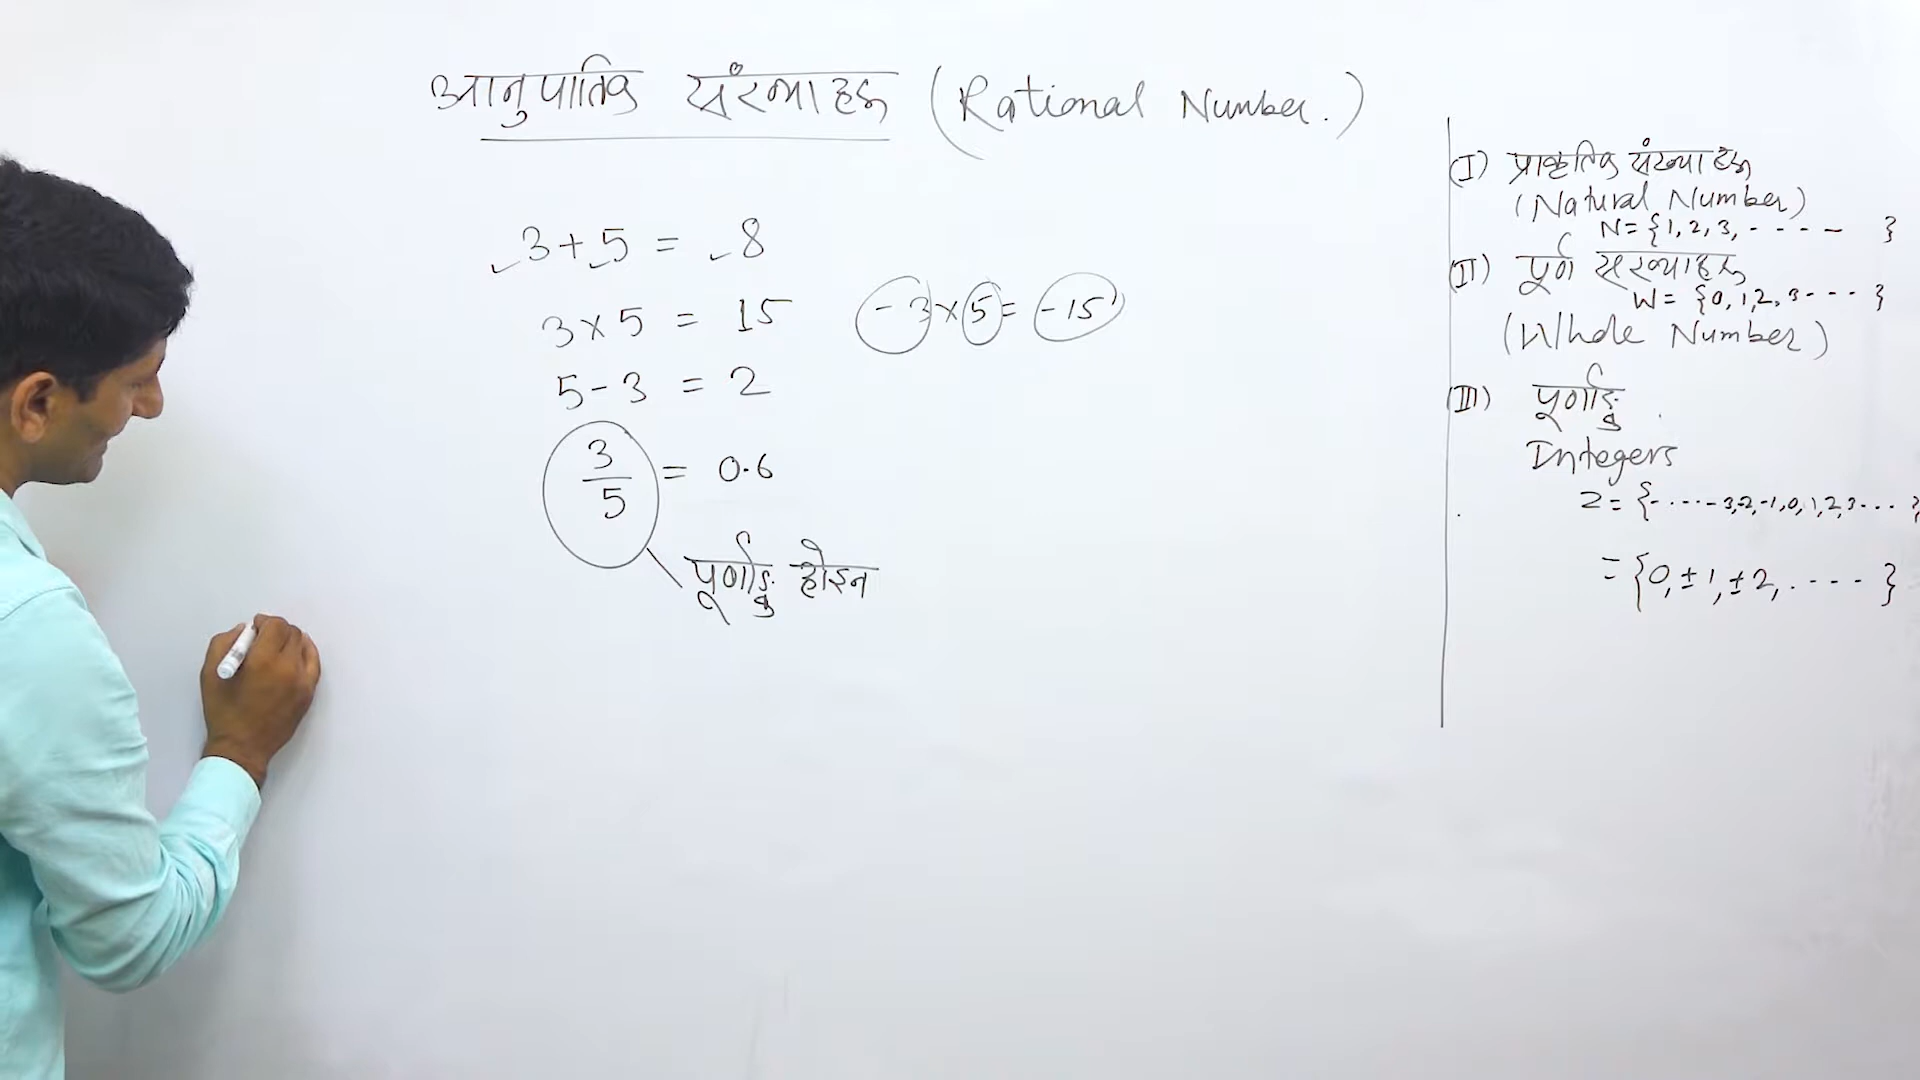 आनुपातिक संख्याहरू (Rational Number.)
3+5 = 8
3×5 = 15
-3×5 = -15
5-3 = 2
3/5 = 0.6
पूर्णाङ्क होइन
(I) प्राकृतिक संख्याहरू
(Natural Number)
N = {1, 2, 3, ----- }
(II) पूर्ण संख्याहरू
W = {0, 1, 2, 3 --- }
(Whole Number)
(III) पूर्णाङ्क
Integers
Z = {-----3,-2,-1,0,1,2,3--- }
= {0, ±1, ±2, ---- }